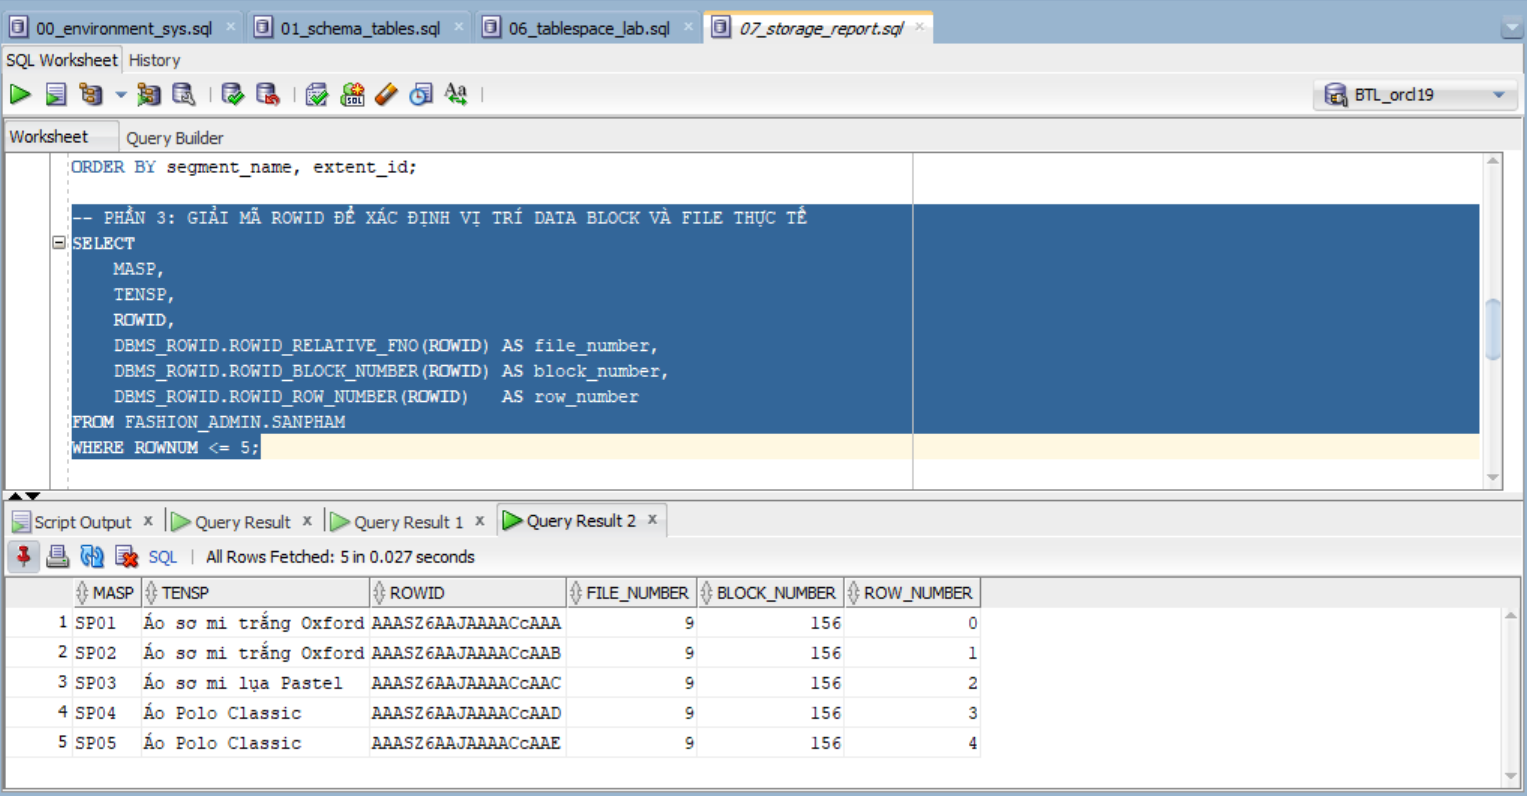 00_environment_sys.sql 01_schema_tables.sql 06_tablespace_lab.sql 07_storage_report.sql
SQL Worksheet History
BTL_orcl19
Worksheet Query Builder
ORDER BY segment_name, extent_id;
-- PHẦN 3: GIẢI MÃ ROWID ĐỂ XÁC ĐỊNH VỊ TRÍ DATA BLOCK VÀ FILE THỰC TẾ
SELECT
MASP,
TENSP,
ROWID,
DBMS_ROWID.ROWID_RELATIVE_FNO(ROWID) AS file_number,
DBMS_ROWID.ROWID_BLOCK_NUMBER(ROWID) AS block_number,
DBMS_ROWID.ROWID_ROW_NUMBER(ROWID) AS row_number
FROM FASHION_ADMIN.SANPHAM
WHERE ROWNUM <= 5;
Script Output x Query Result x Query Result 1 x Query Result 2 x
SQL | All Rows Fetched: 5 in 0.027 seconds
MASP TENSP ROWID FILE_NUMBER BLOCK_NUMBER ROW_NUMBER
1 SP01 Áo sơ mi trắng Oxford AAASZ6AAJAAAACcAAA 9 156 0
2 SP02 Áo sơ mi trắng Oxford AAASZ6AAJAAAACcAAB 9 156 1
3 SP03 Áo sơ mi lụa Pastel AAASZ6AAJAAAACcAAC 9 156 2
4 SP04 Áo Polo Classic AAASZ6AAJAAAACcAAD 9 156 3
5 SP05 Áo Polo Classic AAASZ6AAJAAAACcAAE 9 156 4